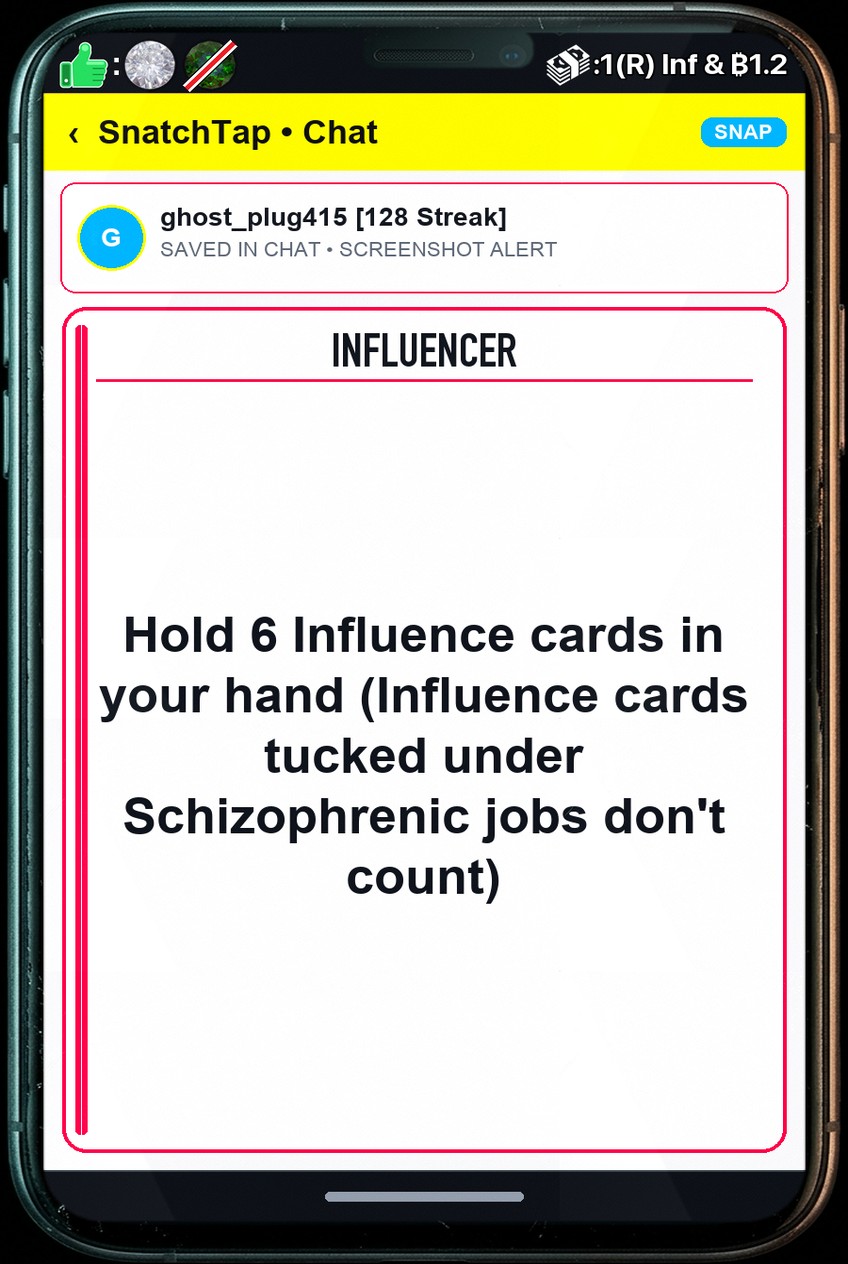 :
:1(R) Inf & ₿1.2
‹ SnatchTap • Chat
SNAP
G
ghost_plug415 [128 Streak]
SAVED IN CHAT • SCREENSHOT ALERT
INFLUENCER
Hold 6 Influence cards in
your hand (Influence cards
tucked under
Schizophrenic jobs don't
count)